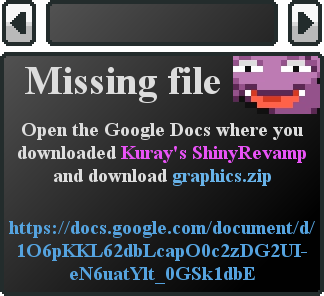 Missing file
Open the Google Docs where you
downloaded Kuray's ShinyRevamp
and download graphics.zip
https://docs.google.com/document/d/
1O6pKKL62dbLcapO0c2zDG2UI-
eN6uatYlt_0GSk1dbE